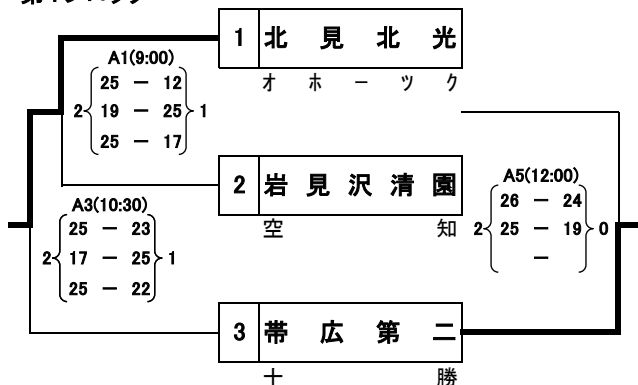 A1(9:00)
2 25 － 12 1
19 － 25
25 － 17
1 北見北光
オホーツク
2 岩見沢清園
空知
A3(10:30)
2 25 － 23 1
17 － 25
25 － 22
A5(12:00)
2 26 － 24 0
25 － 19
－
3 帯広第二
十勝